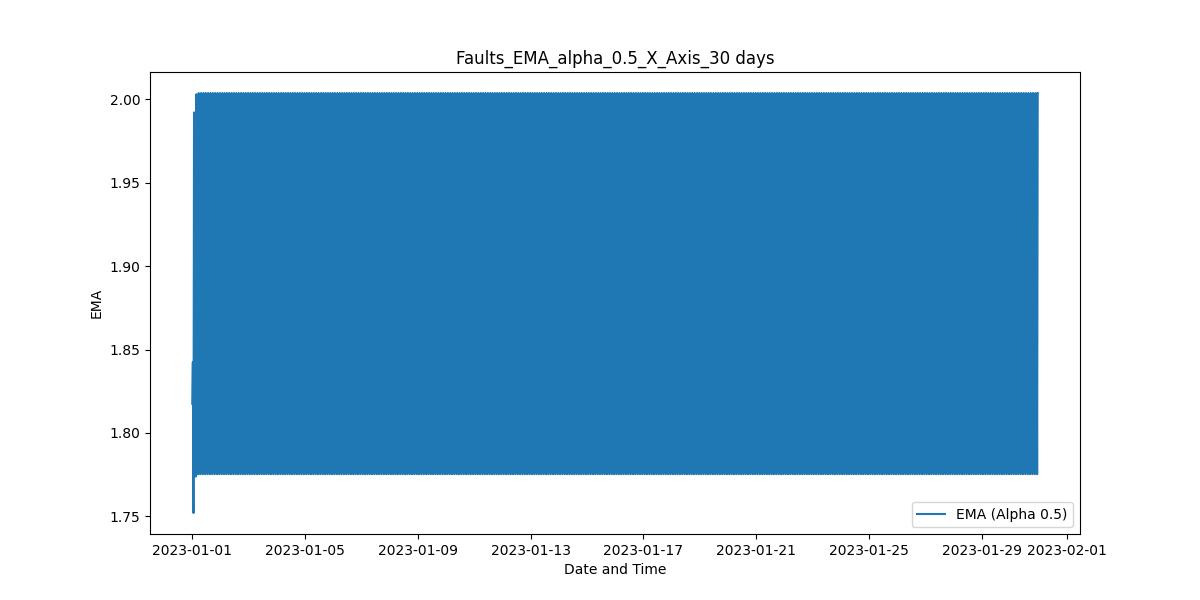 Faults_EMA_alpha_0.5_X_Axis_30 days
2.00
1.95
1.90
1.85
1.80
1.75
EMA
EMA (Alpha 0.5)
2023-01-01 2023-01-05 2023-01-09 2023-01-13 2023-01-17 2023-01-21 2023-01-25 2023-01-29 2023-02-01
Date and Time